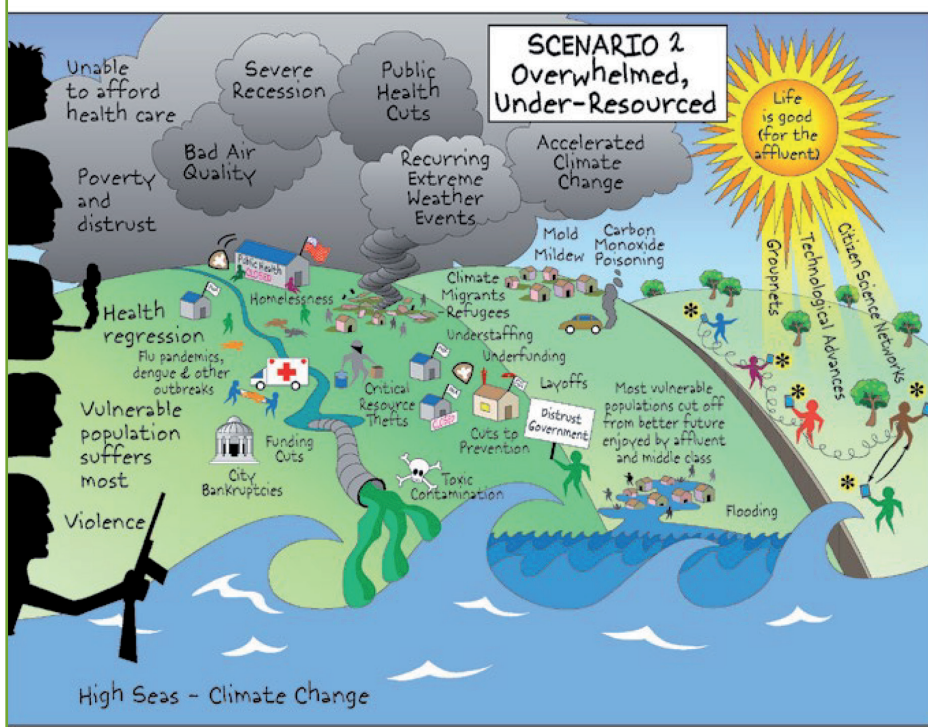 SCENARIO 2
Overwhelmed,
Under-Resourced
Unable
to afford
health care
Severe
Recession
Public
Health
Cuts
Life
is good
(for the
affluent)
Bad Air
Quality
Recurring
Extreme
Weather
Events
Accelerated
Climate
Change
Poverty
and
distrust
Mold
Mildew
Carbon
Monoxide
Poisoning
Groupnets
Technological Advances
Citizen Science Networks
Public Health
CLOSED
Homelessness
Climate
Migrants
-Refugees
Health
regression
Flu pandemics,
dengue & other
outbreaks
Understaffing
Underfunding
Critical
Resource
Thefts
CLOSED
Layoffs
Cuts to
Prevention
Distrust
Government
Most vulnerable
populations cut off
from better future
enjoyed by affluent
and middle class
Vulnerable
population
suffers
most
Funding
Cuts
City
Bankruptcies
Toxic
Contamination
Flooding
Violence
High Seas - Climate Change